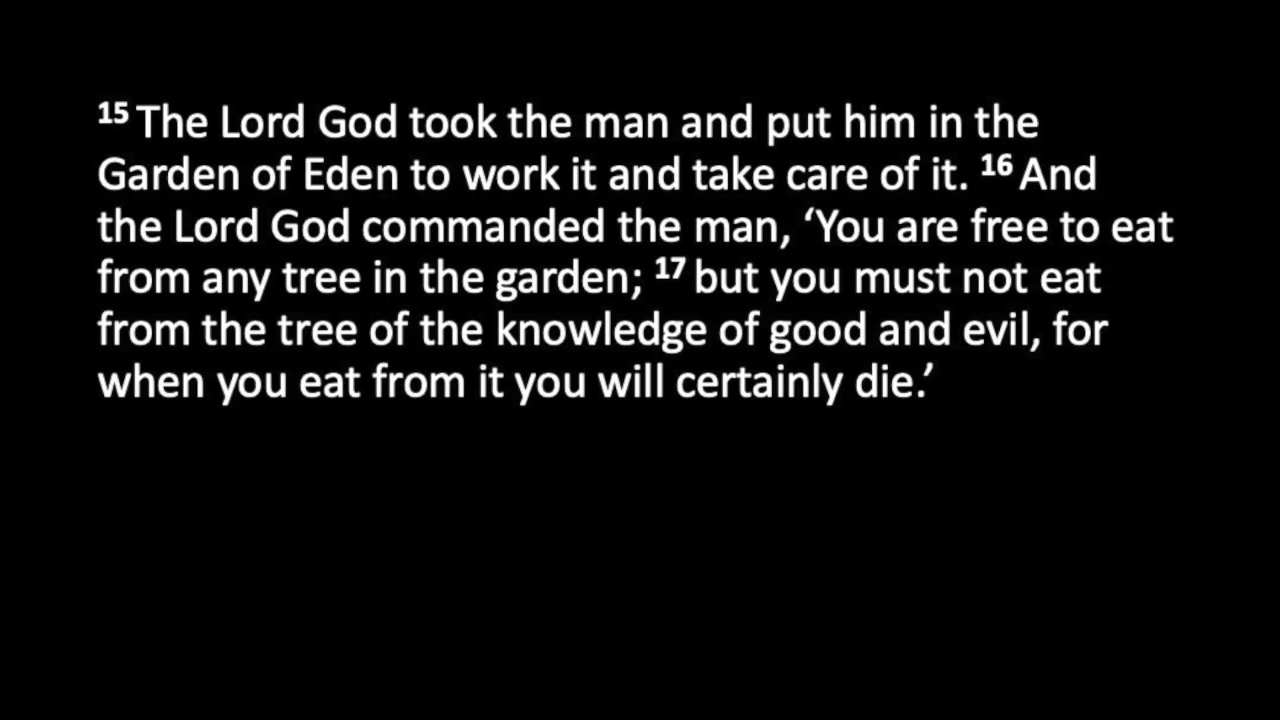 15 The Lord God took the man and put him in the
Garden of Eden to work it and take care of it. 16 And
the Lord God commanded the man, ‘You are free to eat
from any tree in the garden; 17 but you must not eat
from the tree of the knowledge of good and evil, for
when you eat from it you will certainly die.’